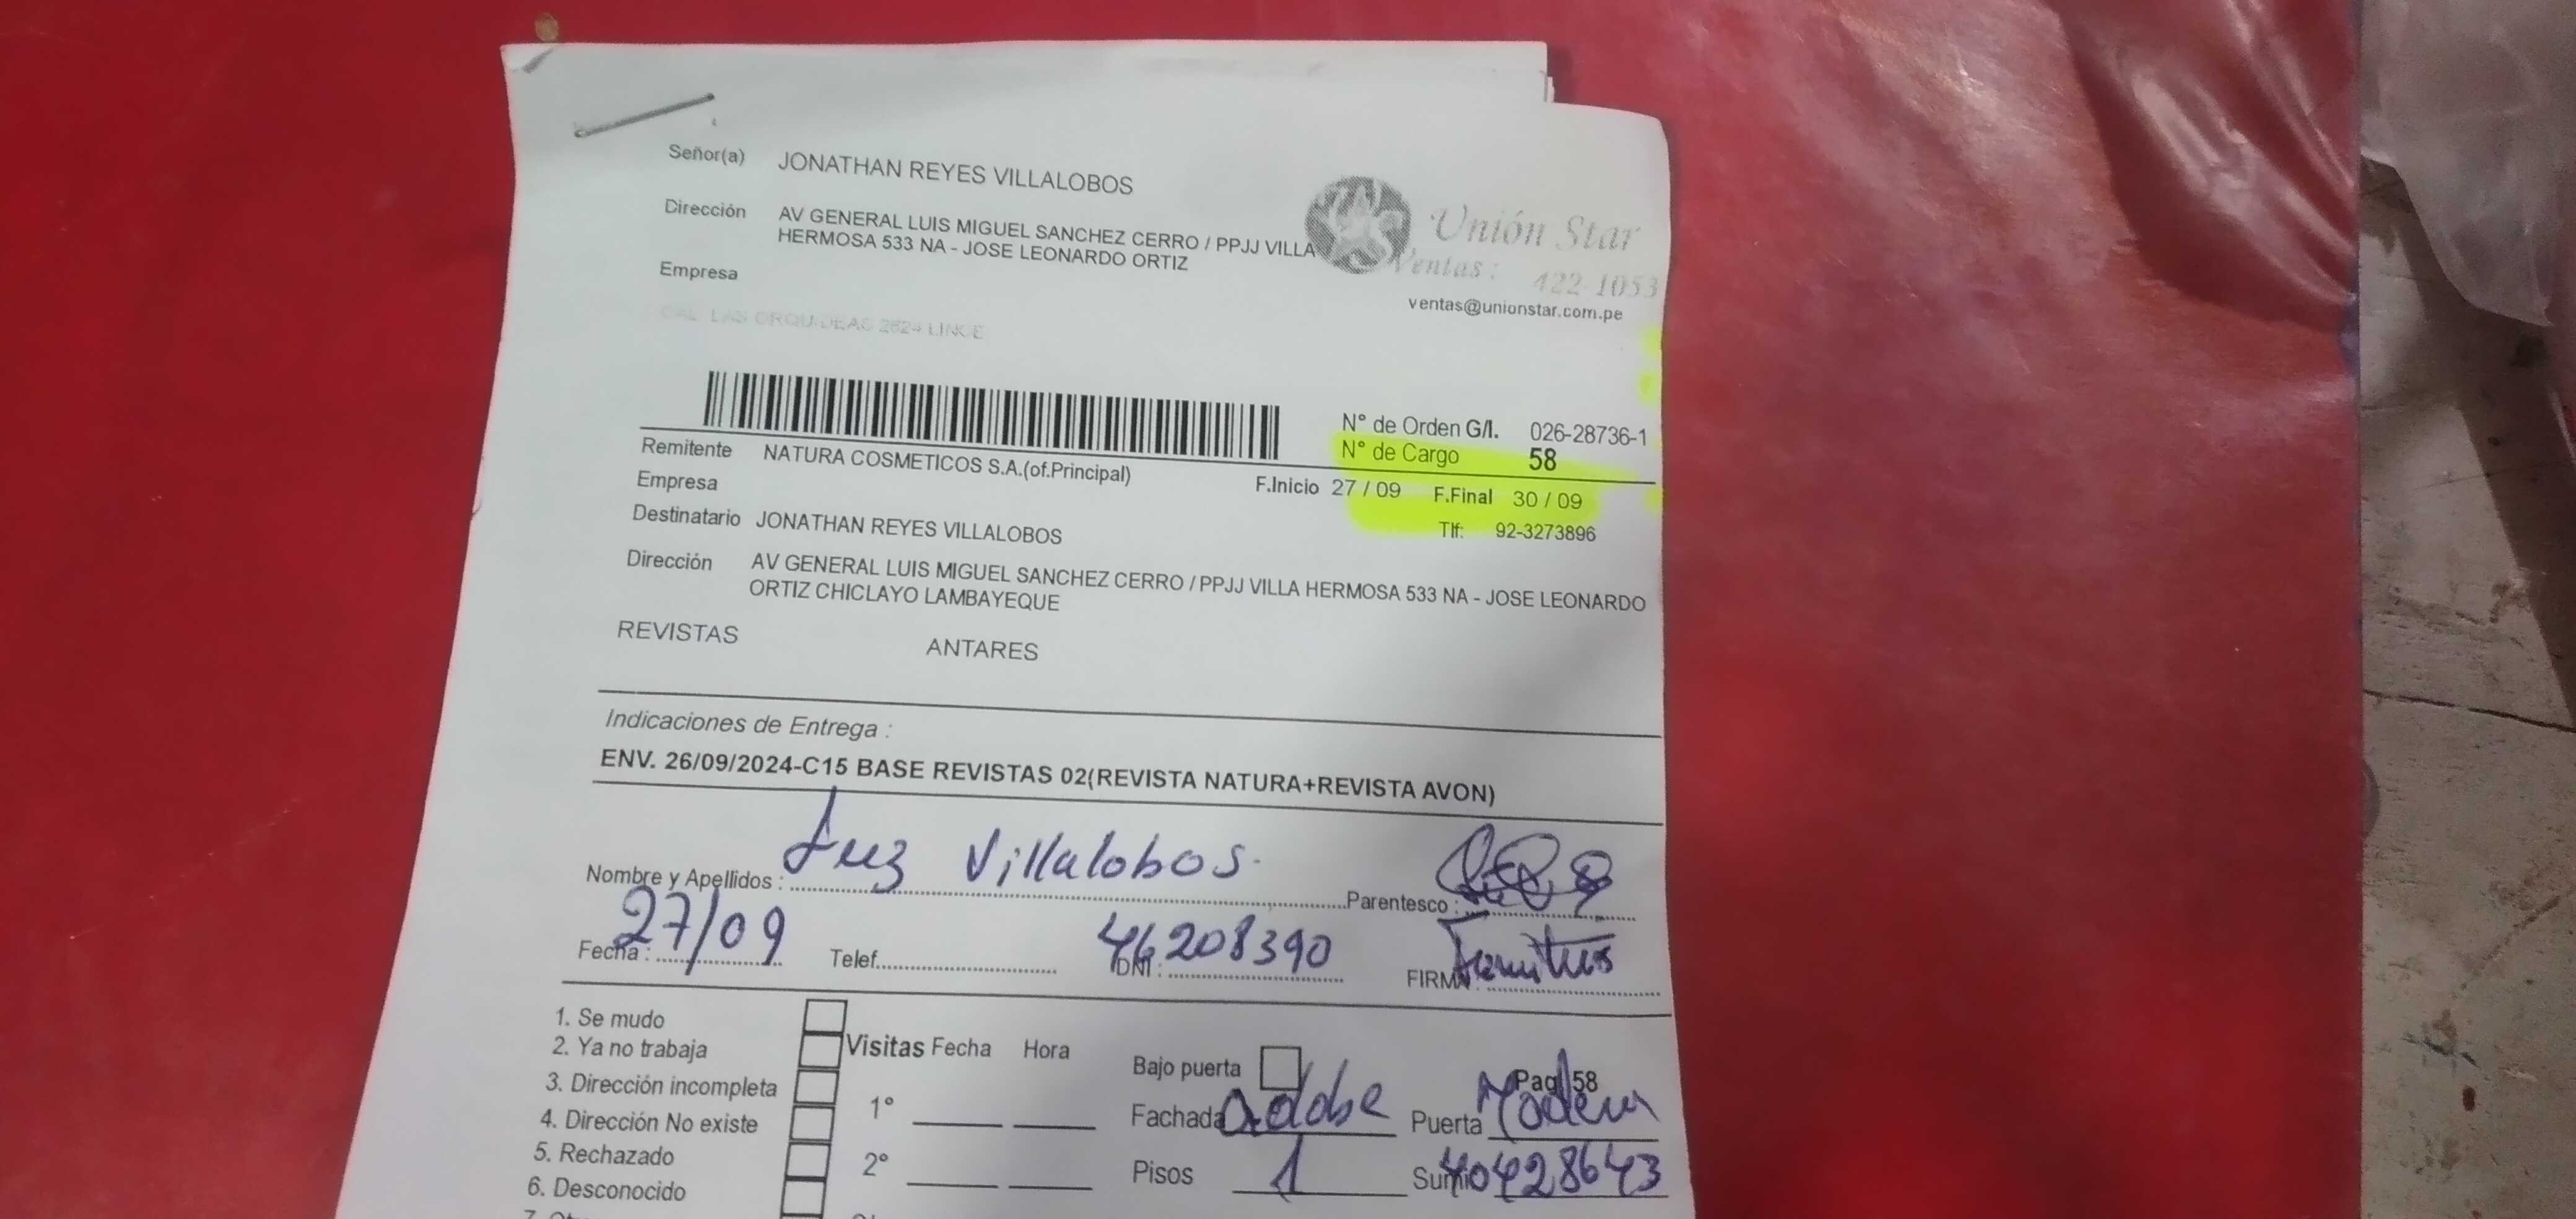 Señor(a) JONATHAN REYES VILLALOBOS
Dirección AV GENERAL LUIS MIGUEL SANCHEZ CERRO / PPJJ VILLA
HERMOSA 533 NA - JOSE LEONARDO ORTIZ
Unión Star
Ventas: 422-1053
ventas@unionstar.com.pe
Empresa
CAL. LAS ORQUIDEAS 2624 LINCE
N° de Orden G/I. 026-28736-1
N° de Cargo 58
Remitente NATURA COSMETICOS S.A.(of.Principal)
F.Inicio 27 / 09 F.Final 30 / 09
Empresa
Tlf: 92-3273896
Destinatario JONATHAN REYES VILLALOBOS
Dirección AV GENERAL LUIS MIGUEL SANCHEZ CERRO / PPJJ VILLA HERMOSA 533 NA - JOSE LEONARDO
ORTIZ CHICLAYO LAMBAYEQUE
REVISTAS ANTARES
Indicaciones de Entrega :
ENV. 26/09/2024-C15 BASE REVISTAS 02(REVISTA NATURA+REVISTA AVON)
Nombre y Apellidos : Luz Villalobos. Parentesco :
Fecha : 27/09 Telef. DNI : 46208390 FIRMA :
1. Se mudo
2. Ya no trabaja
3. Dirección incompleta
4. Dirección No existe
5. Rechazado
6. Desconocido
Visitas Fecha Hora
1°
2°
Bajo puerta Pag 58
Fachada Adobe Puerta Madera
Pisos 1 40428643